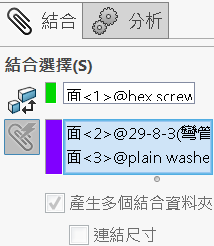 結合 分析
結合選擇(S)
面<1>@hex screw
面<2>@29-8-3(彎管
面<3>@plain washe
產生多個結合資料夾
連結尺寸